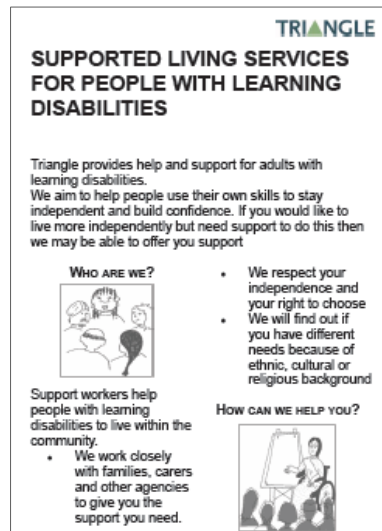 TRIANGLE
SUPPORTED LIVING SERVICES
FOR PEOPLE WITH LEARNING
DISABILITIES
Triangle provides help and support for adults with
learning disabilities.
We aim to help people use their own skills to stay
independent and build confidence. If you would like to
live more independently but need support to do this then
we may be able to offer you support
WHO ARE WE?
Support workers help
people with learning
disabilities to live within the
community.
• We work closely
with families, carers
and other agencies
to give you the
support you need.
• We respect your
independence and
your right to choose
• We will find out if
you have different
needs because of
ethnic, cultural or
religious background
HOW CAN WE HELP YOU?